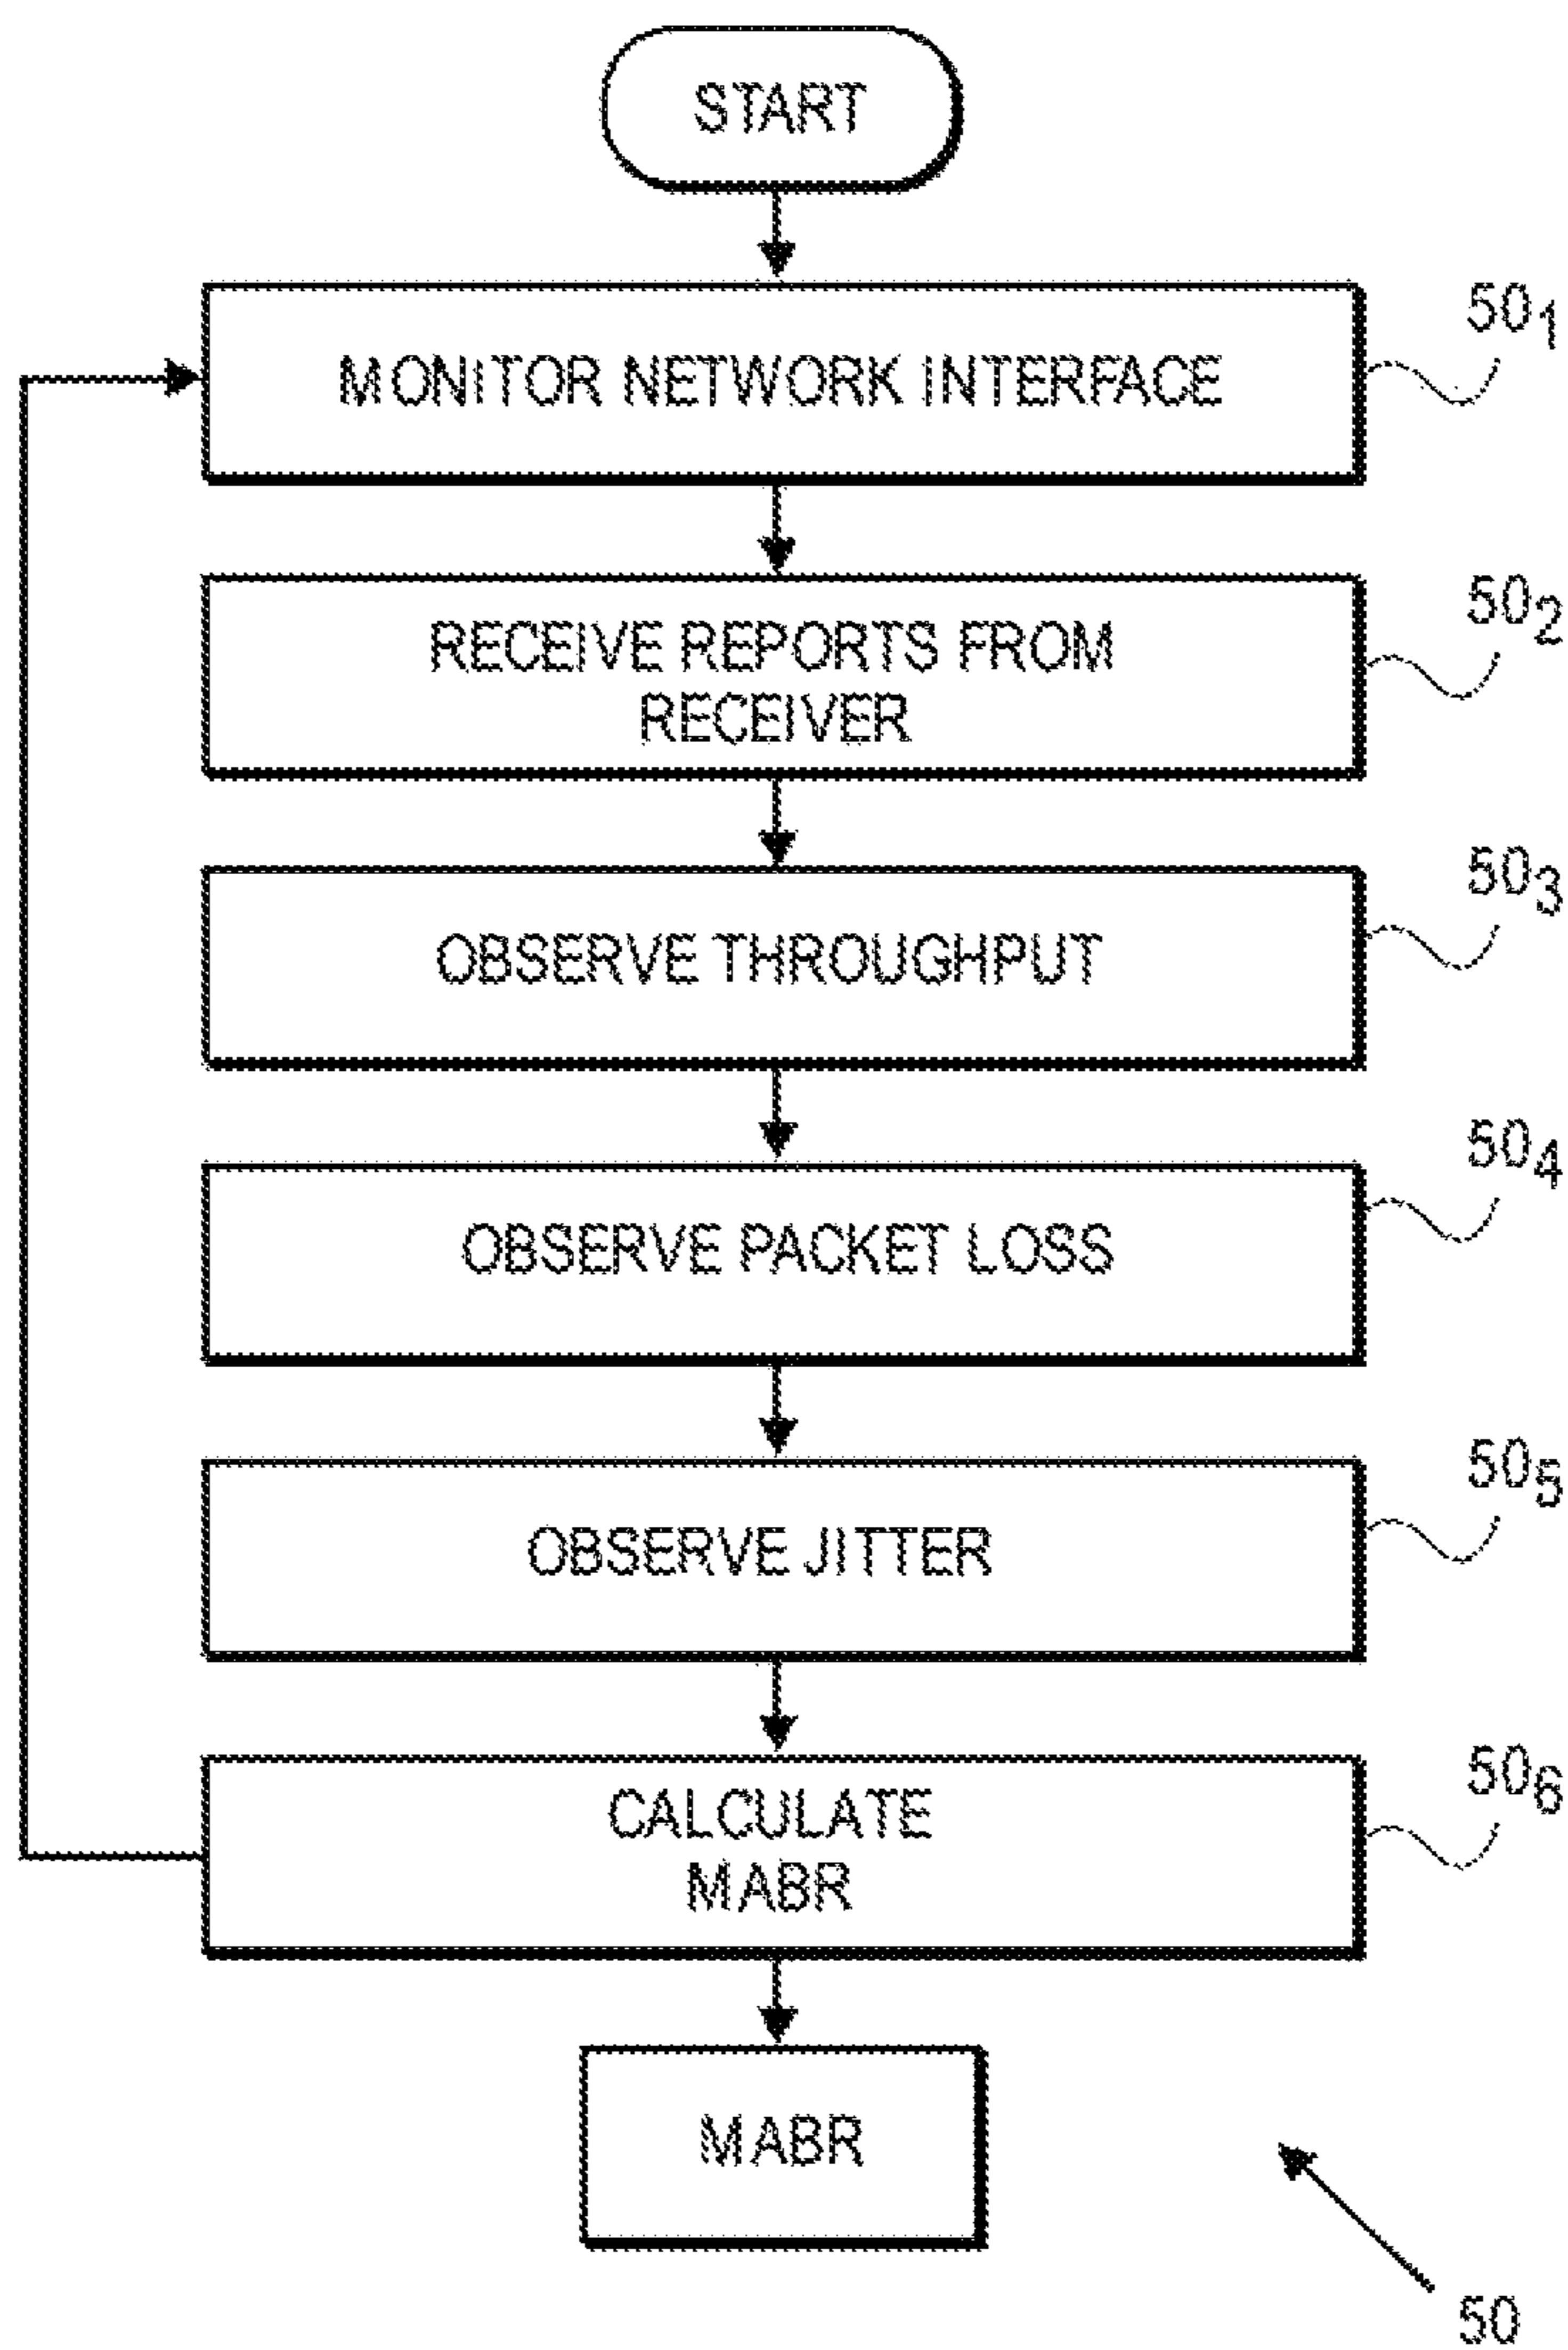 START
MONITOR NETWORK INTERFACE
50₁
RECEIVE REPORTS FROM
RECEIVER
50₂
OBSERVE THROUGHPUT
50₃
OBSERVE PACKET LOSS
50₄
OBSERVE JITTER
50₅
CALCULATE
MABR
50₆
MABR
50